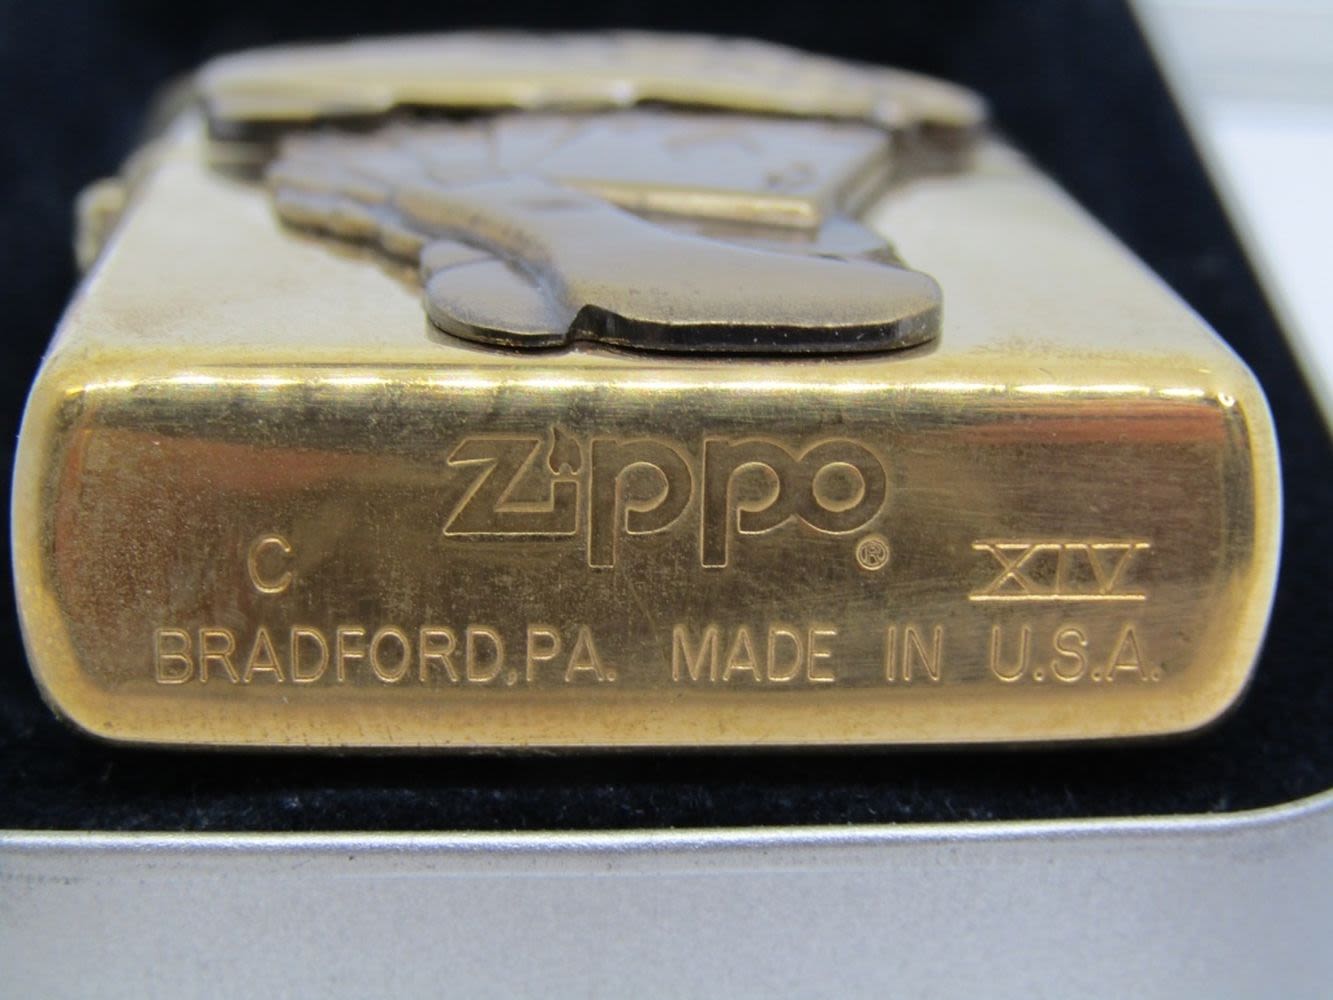 Zippo ®
C XIV
BRADFORD,PA. MADE IN U.S.A.